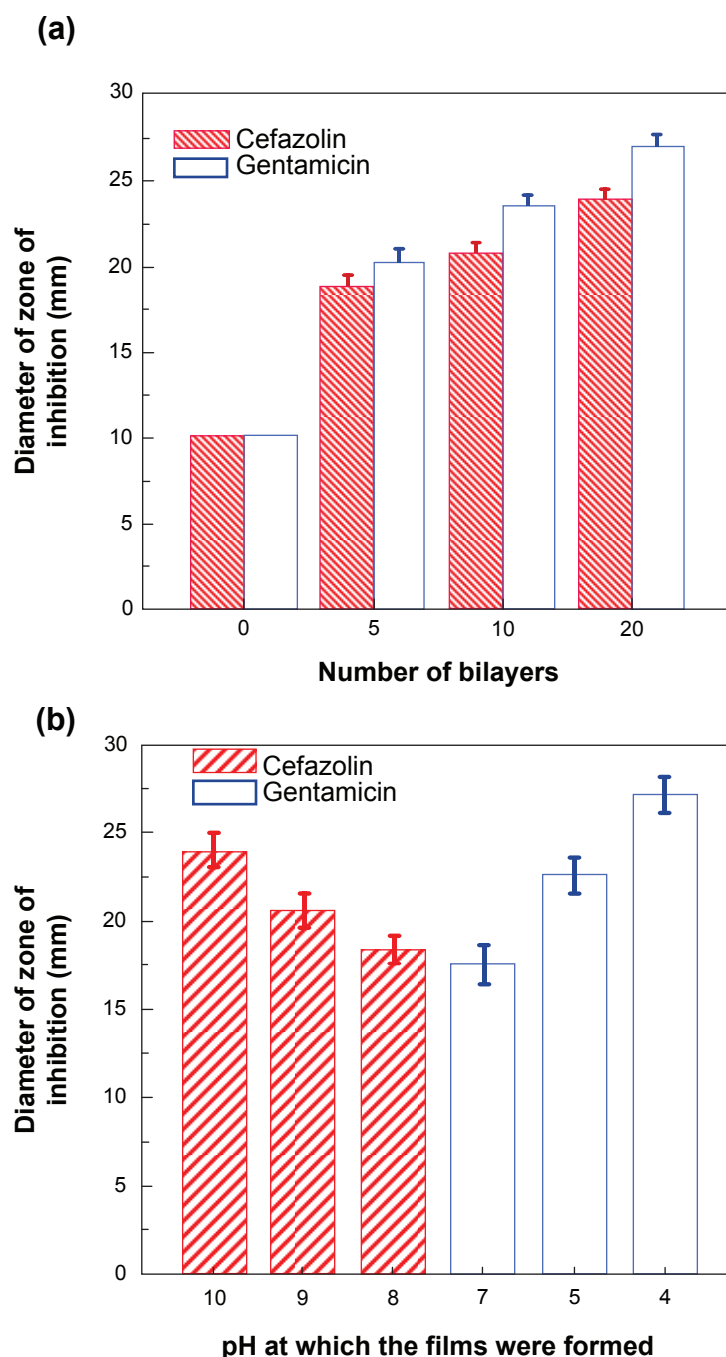 (a)
30
25
20
15
10
5
0
Cefazolin
Gentamicin
Diameter of zone of
inhibition (mm)
0 5 10 20
Number of bilayers
(b)
30
25
20
15
10
5
0
Cefazolin
Gentamicin
Diameter of zone of
inhibition (mm)
10 9 8 7 5 4
pH at which the films were formed